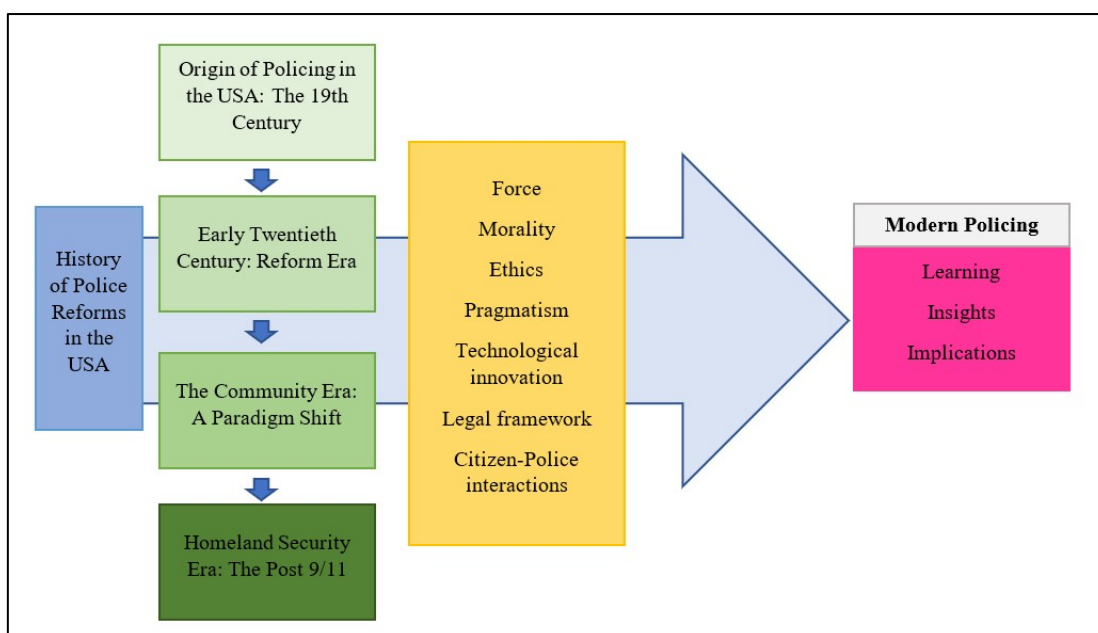 Origin of Policing in
the USA: The 19th
Century
History
of Police
Reforms
in the
USA
Early Twentieth
Century: Reform Era
The Community Era:
A Paradigm Shift
Homeland Security
Era: The Post 9/11
Force
Morality
Ethics
Pragmatism
Technological
innovation
Legal framework
Citizen-Police
interactions
Modern Policing
Learning
Insights
Implications